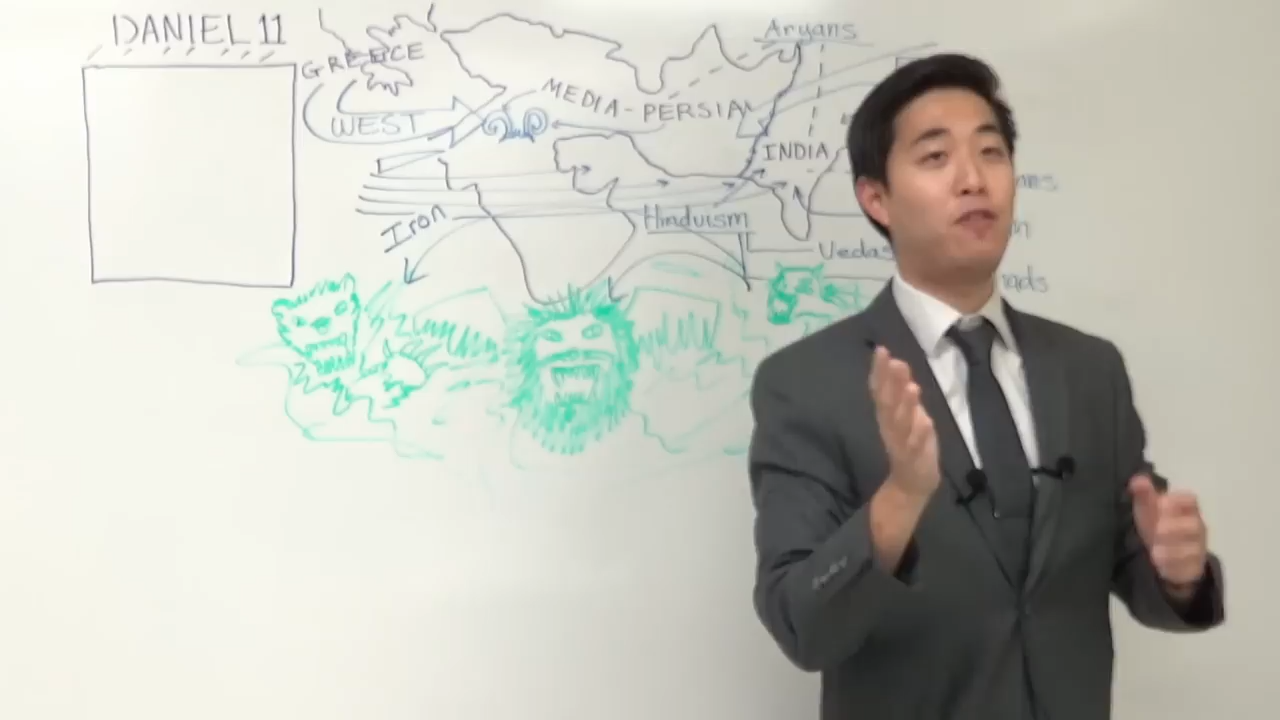 DANIEL 11
GREECE
Aryans
MEDIA-PERSIA
WEST
INDIA
Iron
Hinduism
Vedas